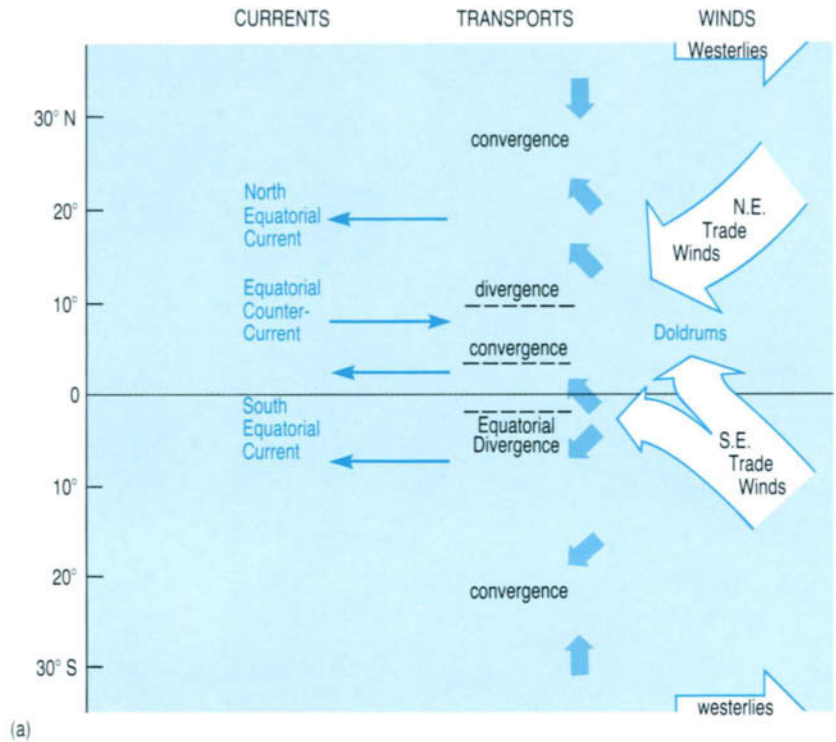 CURRENTS TRANSPORTS WINDS
Westerlies
30° N
convergence
North
Equatorial
Current
20°
N.E.
Trade
Winds
divergence
Equatorial
Counter-
Current
10°
Doldrums
convergence
0
South
Equatorial
Current
Equatorial
Divergence
S.E.
Trade
Winds
10°
20°
convergence
30° S
westerlies
(a)